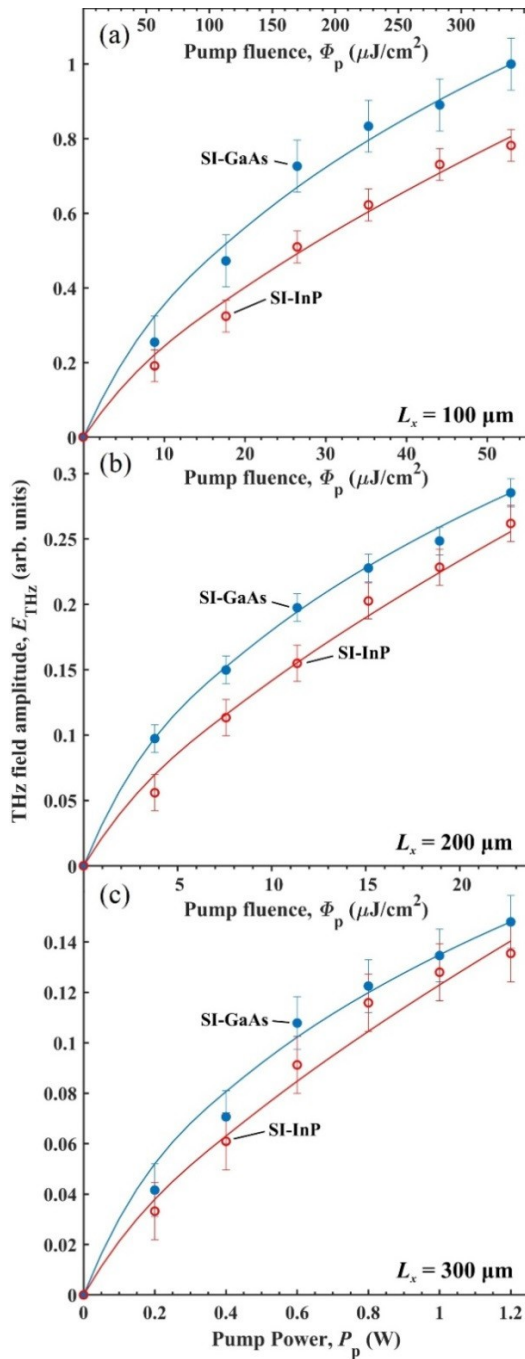 (a)
0 50 100 150 200 250 300
Pump fluence, Φp (μJ/cm²)
1
0.8
0.6
0.4
0.2
0
SI-GaAs
SI-InP
Lx = 100 μm
(b)
0 10 20 30 40 50
Pump fluence, Φp (μJ/cm²)
0.3
0.25
0.2
0.15
0.1
0.05
0
THz field amplitude, ETHz (arb. units)
SI-GaAs
SI-InP
Lx = 200 μm
(c)
5 10 15 20
Pump fluence, Φp (μJ/cm²)
0.14
0.12
0.1
0.08
0.06
0.04
0.02
0
SI-GaAs
SI-InP
Lx = 300 μm
0 0.2 0.4 0.6 0.8 1 1.2
Pump Power, Pp (W)